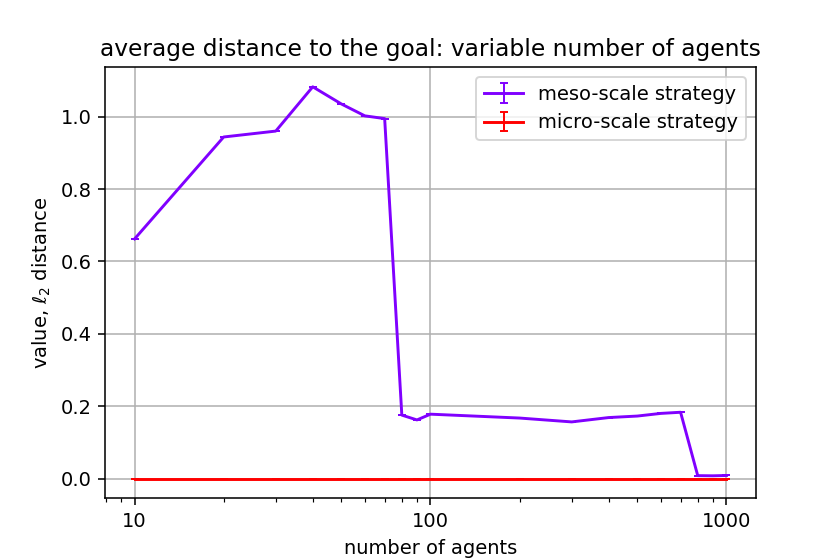 average distance to the goal: variable number of agents
meso-scale strategy
micro-scale strategy
value, ℓ₂ distance
1.0
0.8
0.6
0.4
0.2
0.0
10
100
1000
number of agents